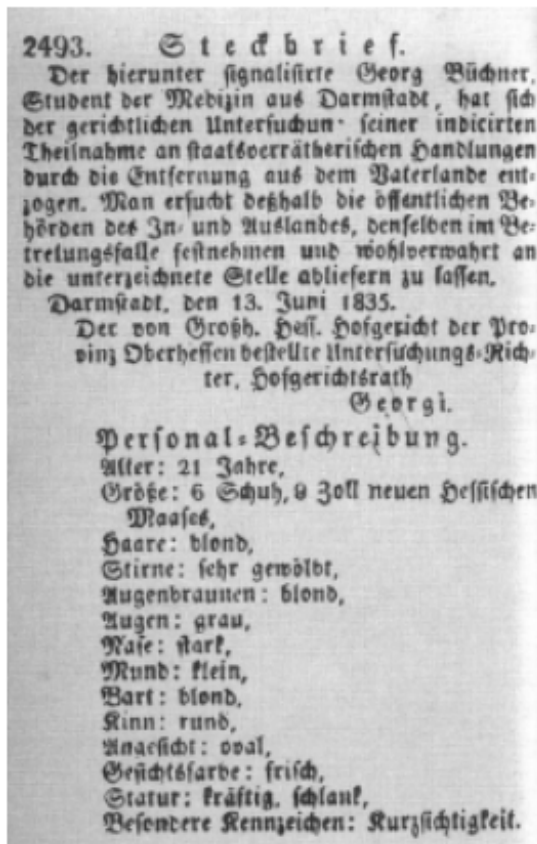 2493. Steckbrief.
Der hierunter signalisirte Georg Büchner,
Student der Medizin aus Darmstadt, hat sich
der gerichtlichen Untersuchun seiner indicirten
Theilnahme an staatsverrätherischen Handlungen
durch die Entfernung aus dem Vaterlande ent-
zogen. Man ersucht deßhalb die öffentlichen Be-
hörden des In- und Auslandes, denselben im Be-
tretungsfalle festnehmen und wohlverwahrt an
die unterzeichnete Stelle abliefern zu lassen.
Darmstadt, den 13. Juni 1835.
Der von Großh. Hess. Hofgericht der Pro-
vinz Oberhessen bestellte Untersuchungs-Rich-
ter, Hofgerichtsrath
Georgi.
Personal-Beschreibung.
Alter: 21 Jahre,
Größe: 6 Schuh, 9 Zoll neuen Hessischen
Maases,
Haare: blond,
Stirne: sehr gewölbt,
Augenbraunen: blond,
Augen: grau,
Nase: stark,
Mund: klein,
Bart: blond,
Kinn: rund,
Angesicht: oval,
Gesichtsfarbe: frisch,
Statur: kräftig, schlank,
Besondere Kennzeichen: Kurzsichtigkeit.